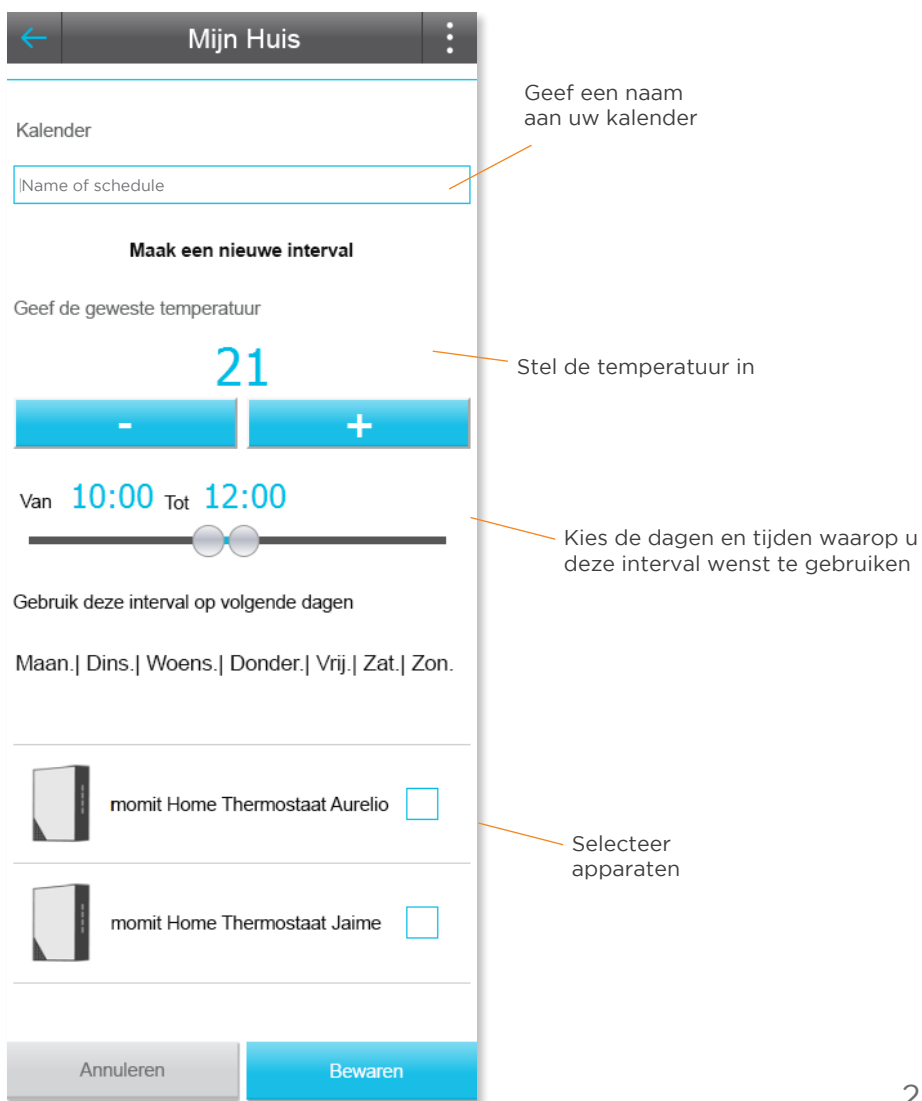 Mijn Huis
Geef een naam
aan uw kalender
Kalender
Name of schedule
Maak een nieuwe interval
Geef de geweste temperatuur
21
Stel de temperatuur in
- +
Van 10:00 Tot 12:00
Kies de dagen en tijden waarop u
deze interval wenst te gebruiken
Gebruik deze interval op volgende dagen
Maan.| Dins.| Woens.| Donder.| Vrij.| Zat.| Zon.
momit Home Thermostaat Aurelio
Selecteer
apparaten
momit Home Thermostaat Jaime
Annuleren Bewaren